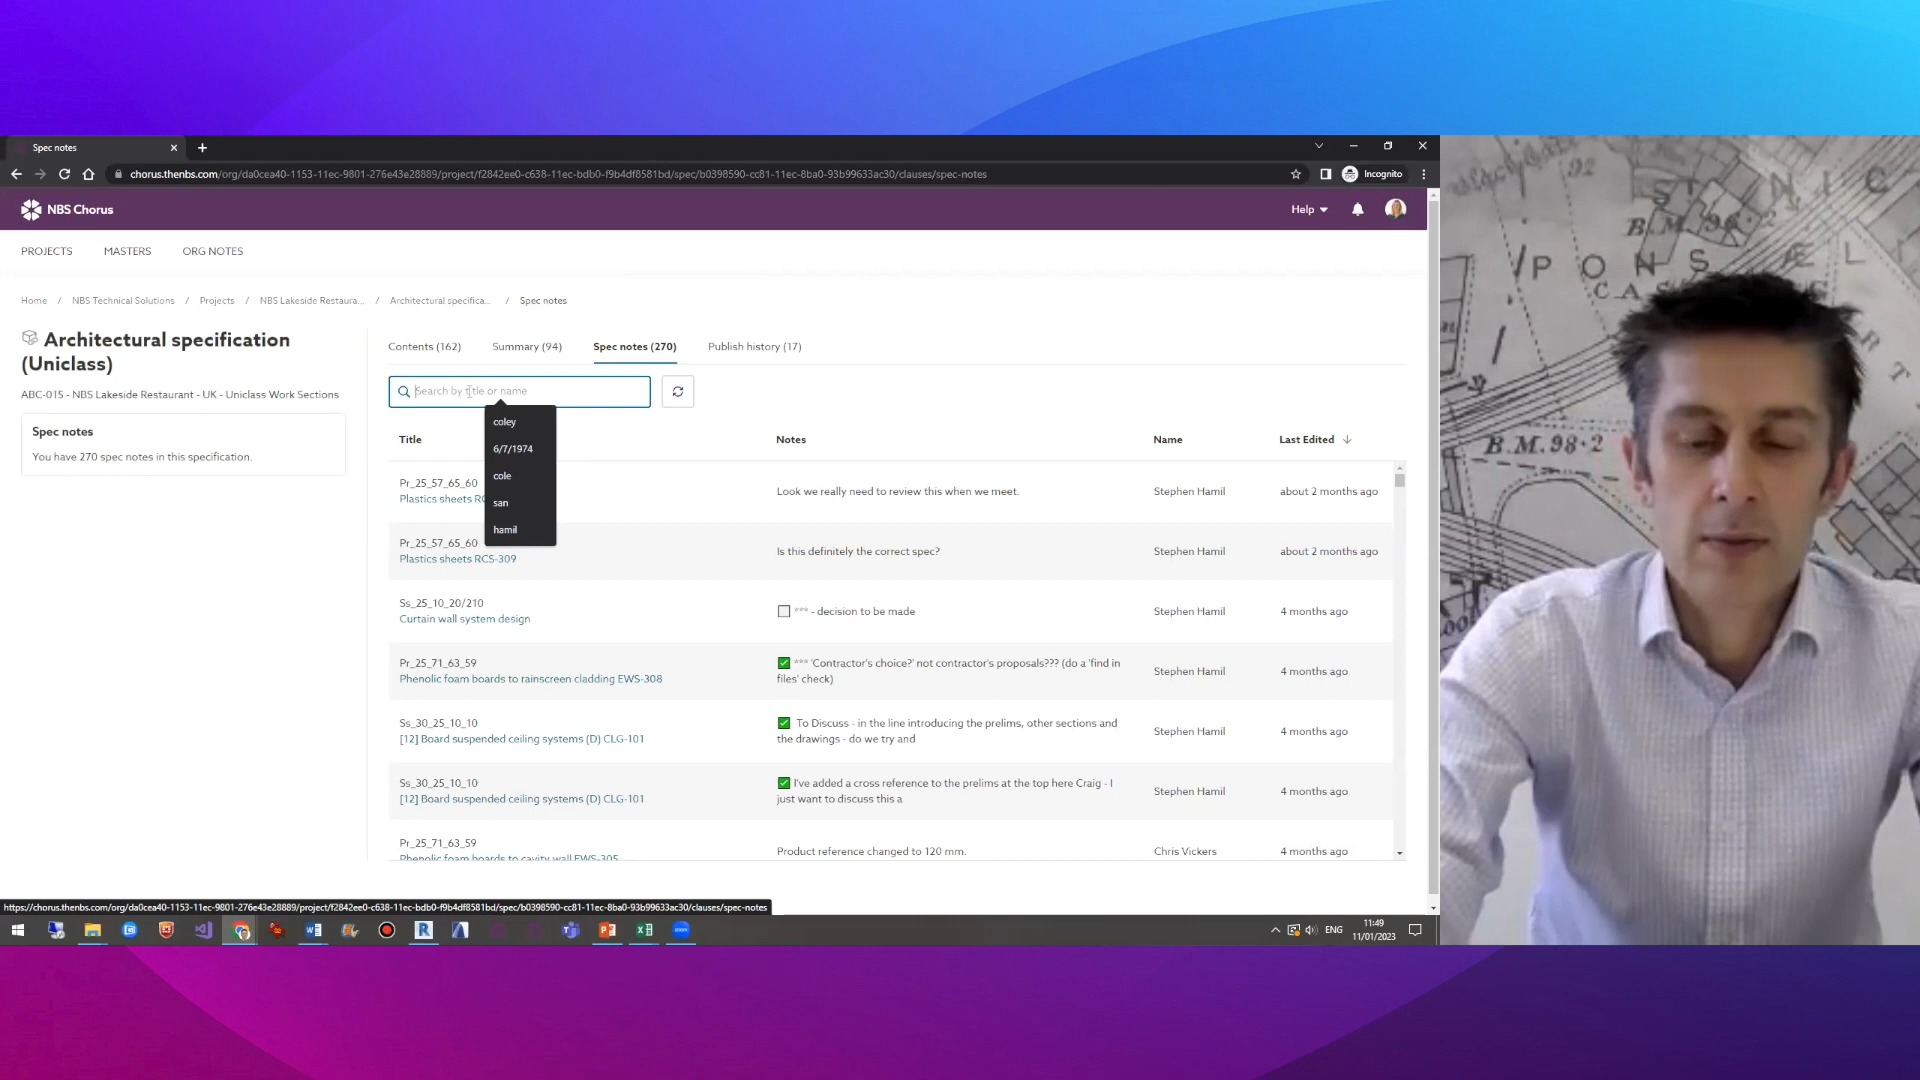 Spec notes
chorus.thenbs.com/org/da0cea40-1153-11ec-9801-276e43e28889/project/f2842ee0-c638-11ec-bdb0-f9b4df8581bd/spec/b0398590-cc81-11ec-8ba0-93b99633ac30/clauses/spec-notes
Incognito
NBS Chorus
Help
PROJECTS
MASTERS
ORG NOTES
Home / NBS Technical Solutions / Projects / NBS Lakeside Restaura... / Architectural specifica... / Spec notes
Architectural specification
(Uniclass)
ABC-015 - NBS Lakeside Restaurant - UK - Uniclass Work Sections
Spec notes
You have 270 spec notes in this specification.
Contents (162)
Summary (94)
Spec notes (270)
Publish history (17)
Search by title or name
coley
6/7/1974
cole
san
hamil
Title
Notes
Name
Last Edited
Pr_25_57_65_60
Plastics sheets RC
Look we really need to review this when we meet.
Stephen Hamil
about 2 months ago
Pr_25_57_65_60
Plastics sheets RCS-309
Is this definitely the correct spec?
Stephen Hamil
about 2 months ago
Ss_25_10_20/210
Curtain wall system design
*** - decision to be made
Stephen Hamil
4 months ago
Pr_25_71_63_59
Phenolic foam boards to rainscreen cladding EWS-308
*** 'Contractor's choice?' not contractor's proposals??? (do a 'find in
files' check)
Stephen Hamil
4 months ago
Ss_30_25_10_10
[12] Board suspended ceiling systems (D) CLG-101
To Discuss - in the line introducing the prelims, other sections and
the drawings - do we try and
Stephen Hamil
4 months ago
Ss_30_25_10_10
[12] Board suspended ceiling systems (D) CLG-101
I've added a cross reference to the prelims at the top here Craig - I
just want to discuss this a
Stephen Hamil
4 months ago
Pr_25_71_63_59
Phenolic foam boards to cavity wall EWS-305
Product reference changed to 120 mm.
Chris Vickers
4 months ago
https://chorus.thenbs.com/org/da0cea40-1153-11ec-9801-276e43e28889/project/f2842ee0-c638-11ec-bdb0-f9b4df8581bd/spec/b0398590-cc81-11ec-8ba0-93b99633ac30/clauses/spec-notes
ENG
11:49
11/01/2023
B.M. 98·2
PONS